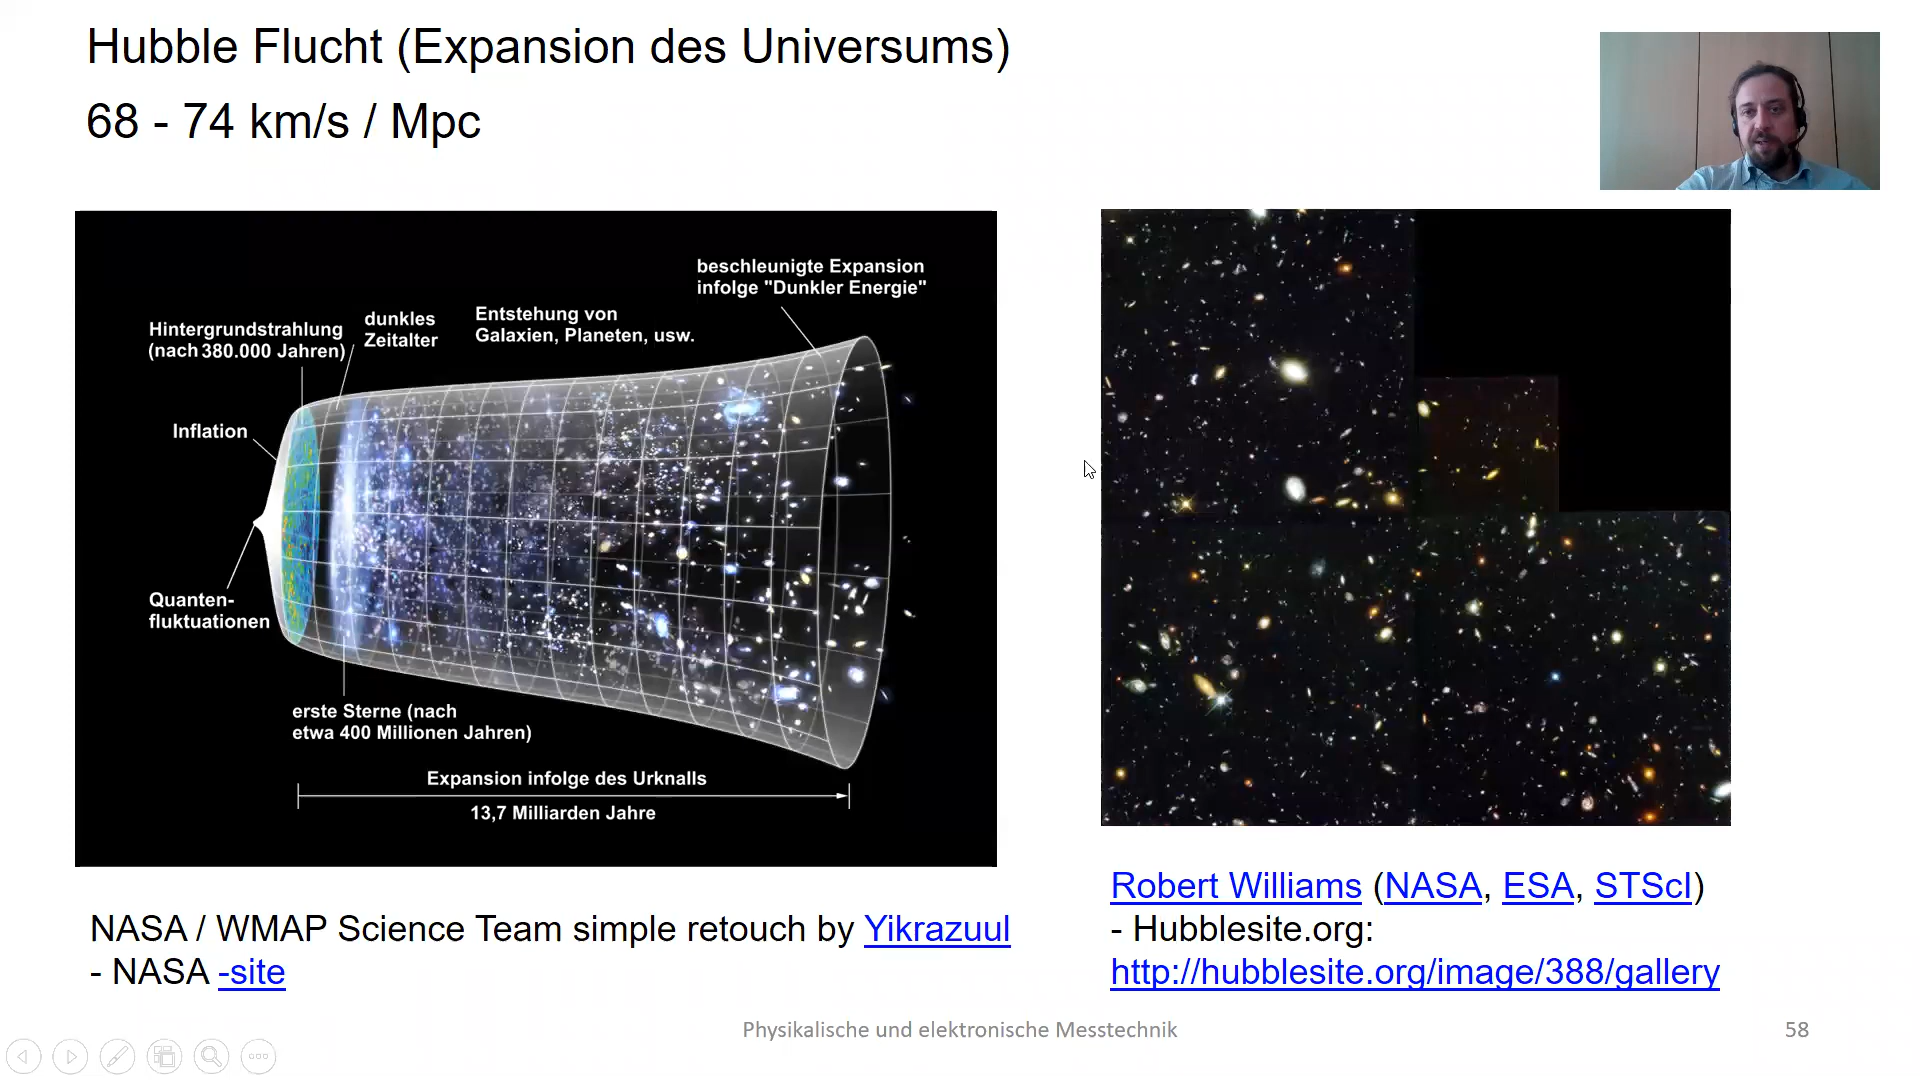 Hubble Flucht (Expansion des Universums)
68 - 74 km/s / Mpc
beschleunigte Expansion
infolge "Dunkler Energie"
Entstehung von
Galaxien, Planeten, usw.
dunkles
Zeitalter
Hintergrundstrahlung
(nach 380.000 Jahren)
Inflation
Quanten-
fluktuationen
erste Sterne (nach
etwa 400 Millionen Jahren)
Expansion infolge des Urknalls
13,7 Milliarden Jahre
NASA / WMAP Science Team simple retouch by Yikrazuul
- NASA -site
Robert Williams (NASA, ESA, STScI)
- Hubblesite.org:
http://hubblesite.org/image/388/gallery
Physikalische und elektronische Messtechnik
58